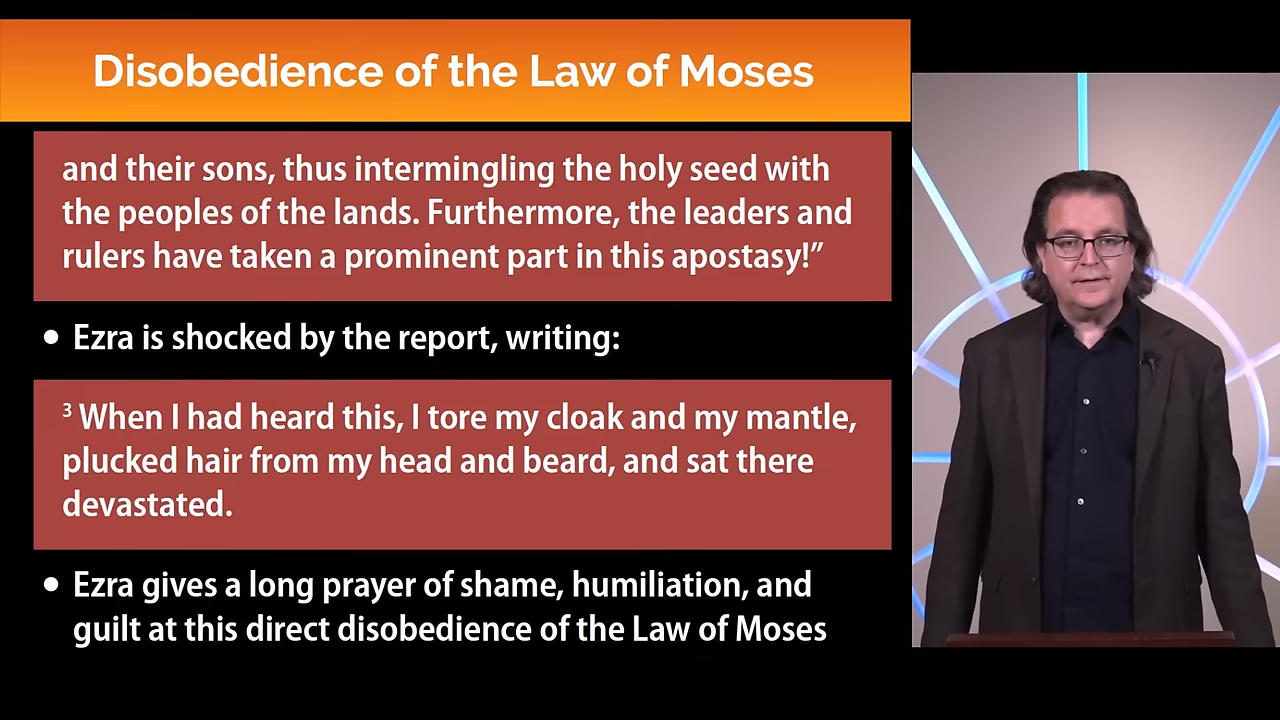 Disobedience of the Law of Moses
and their sons, thus intermingling the holy seed with
the peoples of the lands. Furthermore, the leaders and
rulers have taken a prominent part in this apostasy!”
• Ezra is shocked by the report, writing:
³ When I had heard this, I tore my cloak and my mantle,
plucked hair from my head and beard, and sat there
devastated.
• Ezra gives a long prayer of shame, humiliation, and
guilt at this direct disobedience of the Law of Moses